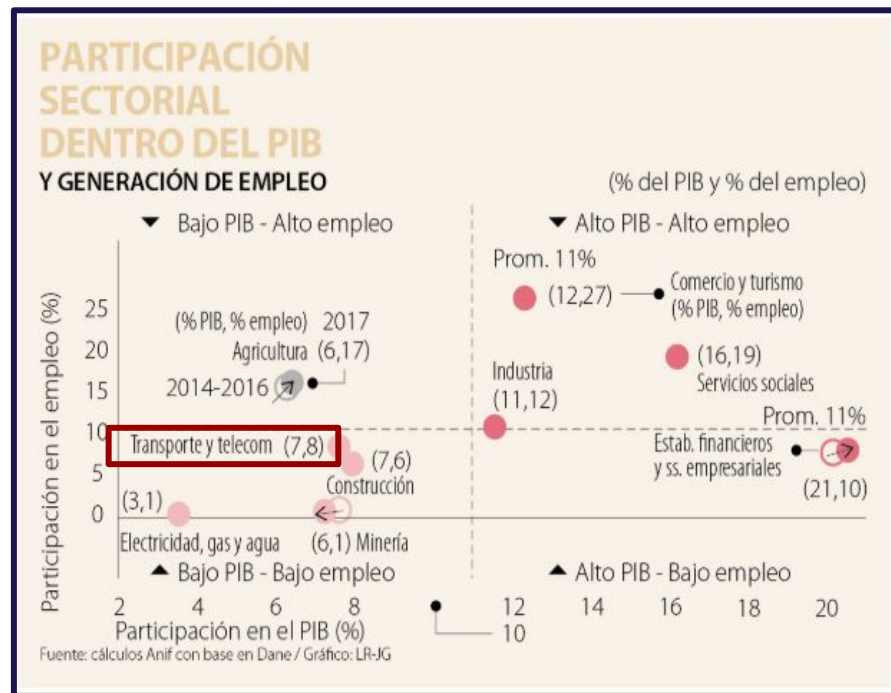 PARTICIPACIÓN
SECTORIAL
DENTRO DEL PIB
Y GENERACIÓN DE EMPLEO
(% del PIB y % del empleo)
Bajo PIB - Alto empleo
Alto PIB - Alto empleo
Prom. 11%
(12,27)
Comercio y turismo
(% PIB, % empleo)
(% PIB, % empleo) 2017
Agricultura (6,17)
2014-2016
(16,19)
Servicios sociales
Industria
(11,12)
Prom. 11%
Transporte y telecom (7,8)
(7,6)
Construcción
Estab. financieros
y ss. empresariales
(21,10)
(3,1)
Electricidad, gas y agua
(6,1) Minería
Bajo PIB - Bajo empleo
Alto PIB - Bajo empleo
Participación en el empleo (%)
25
20
15
10
5
0
2 4 6 8 12 14 16 18 20
10
Participación en el PIB (%)
Fuente: cálculos Anif con base en Dane / Gráfico: LR-JG